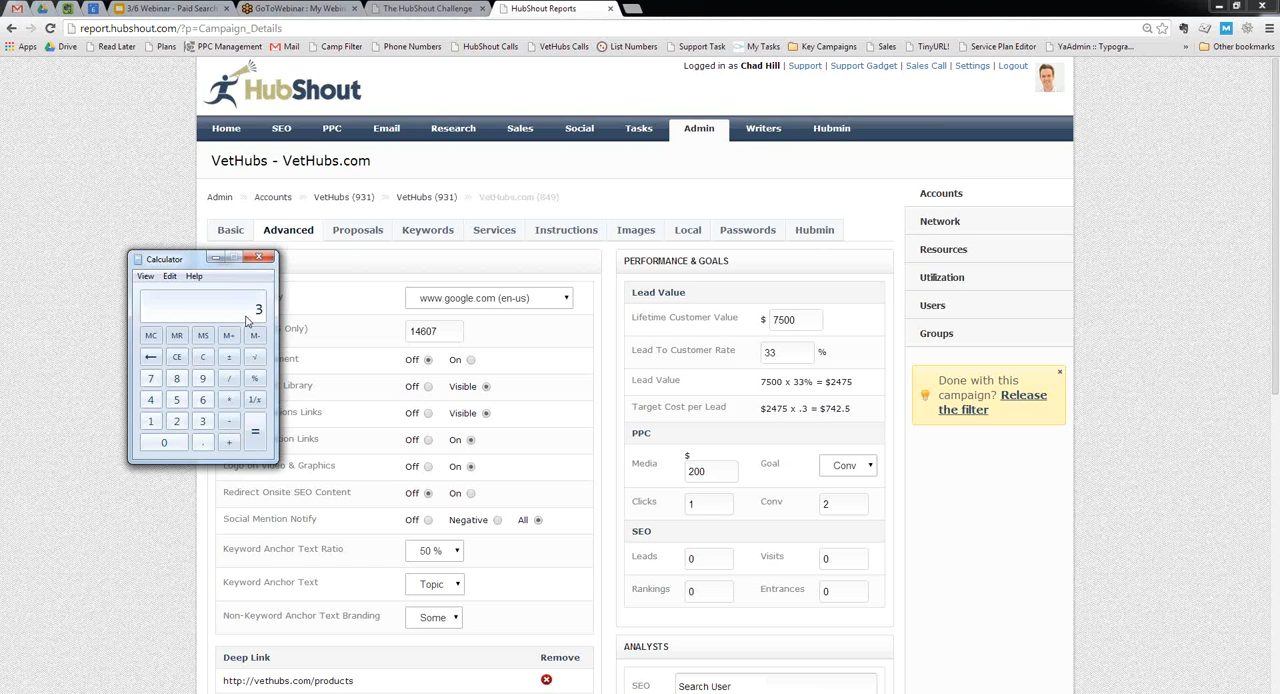 3/6 Webinar - Paid Search
GoToWebinar : My Webi
The HubShout Challenge
HubShout Reports
report.hubshout.com/?p=Campaign_Details
Apps Drive Read Later Plans PPC Management Mail Camp Filter Phone Numbers HubShout Calls VetHubs Calls List Numbers Support Task My Tasks Key Campaigns Sales TinyURL! Service Plan Editor YaAdmin :: Typogra... » Other bookmarks
Logged in as Chad Hill | Support | Support Gadget | Sales Call | Settings | Logout
HubShout
Home SEO PPC Email Research Sales Social Tasks Admin Writers Hubmin
VetHubs - VetHubs.com
Admin » Accounts » VetHubs (931) » VetHubs (931) » VetHubs.com (849)
Basic Advanced Proposals Keywords Services Instructions Images Local Passwords Hubmin
Accounts
Network
Resources
Utilization
Users
Groups
Done with this
campaign? Release
the filter
Calculator
View Edit Help
3
MC MR MS M+ M-
← CE C ± √
7 8 9 / %
4 5 6 * 1/x
1 2 3 - =
0 . +
www.google.com (en-us)
Only) 14607
Off On
Library Off Visible
Links Off Visible
Links Off On
Logo on Video & Graphics Off On
Redirect Onsite SEO Content Off On
Social Mention Notify Off Negative All
Keyword Anchor Text Ratio 50 %
Keyword Anchor Text Topic
Non-Keyword Anchor Text Branding Some
Deep Link Remove
http://vethubs.com/products
PERFORMANCE & GOALS
Lead Value
Lifetime Customer Value $ 7500
Lead To Customer Rate 33 %
Lead Value 7500 x 33% = $2475
Target Cost per Lead $2475 x .3 = $742.5
PPC
Media $ 200 Goal Conv
Clicks 1 Conv 2
SEO
Leads 0 Visits 0
Rankings 0 Entrances 0
ANALYSTS
SEO Search User